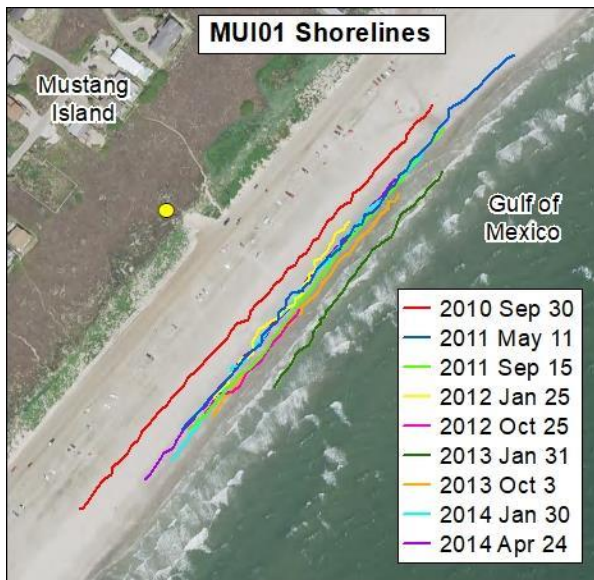 MUI01 Shorelines
Mustang
Island
Gulf of
Mexico
2010 Sep 30
2011 May 11
2011 Sep 15
2012 Jan 25
2012 Oct 25
2013 Jan 31
2013 Oct 3
2014 Jan 30
2014 Apr 24